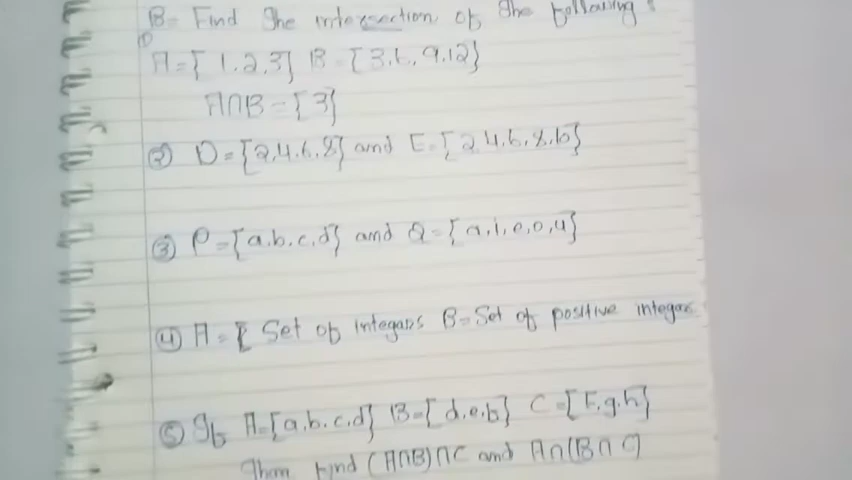 B= Find the intersection of the following:
① A={ 1,2,3} B={3,6,9,12}
A∩B={3}
② D={2,4,6,8} and E={2,4,6,8,10}
③ P={a,b,c,d} and Q={a,i,e,o,u}
④ A={ Set of integars B=Set of positive integars
⑤ If A={a,b,c,d} B={d,e,f} C={F,g,h}
Then find (A∩B)∩C and A∩(B∩C)